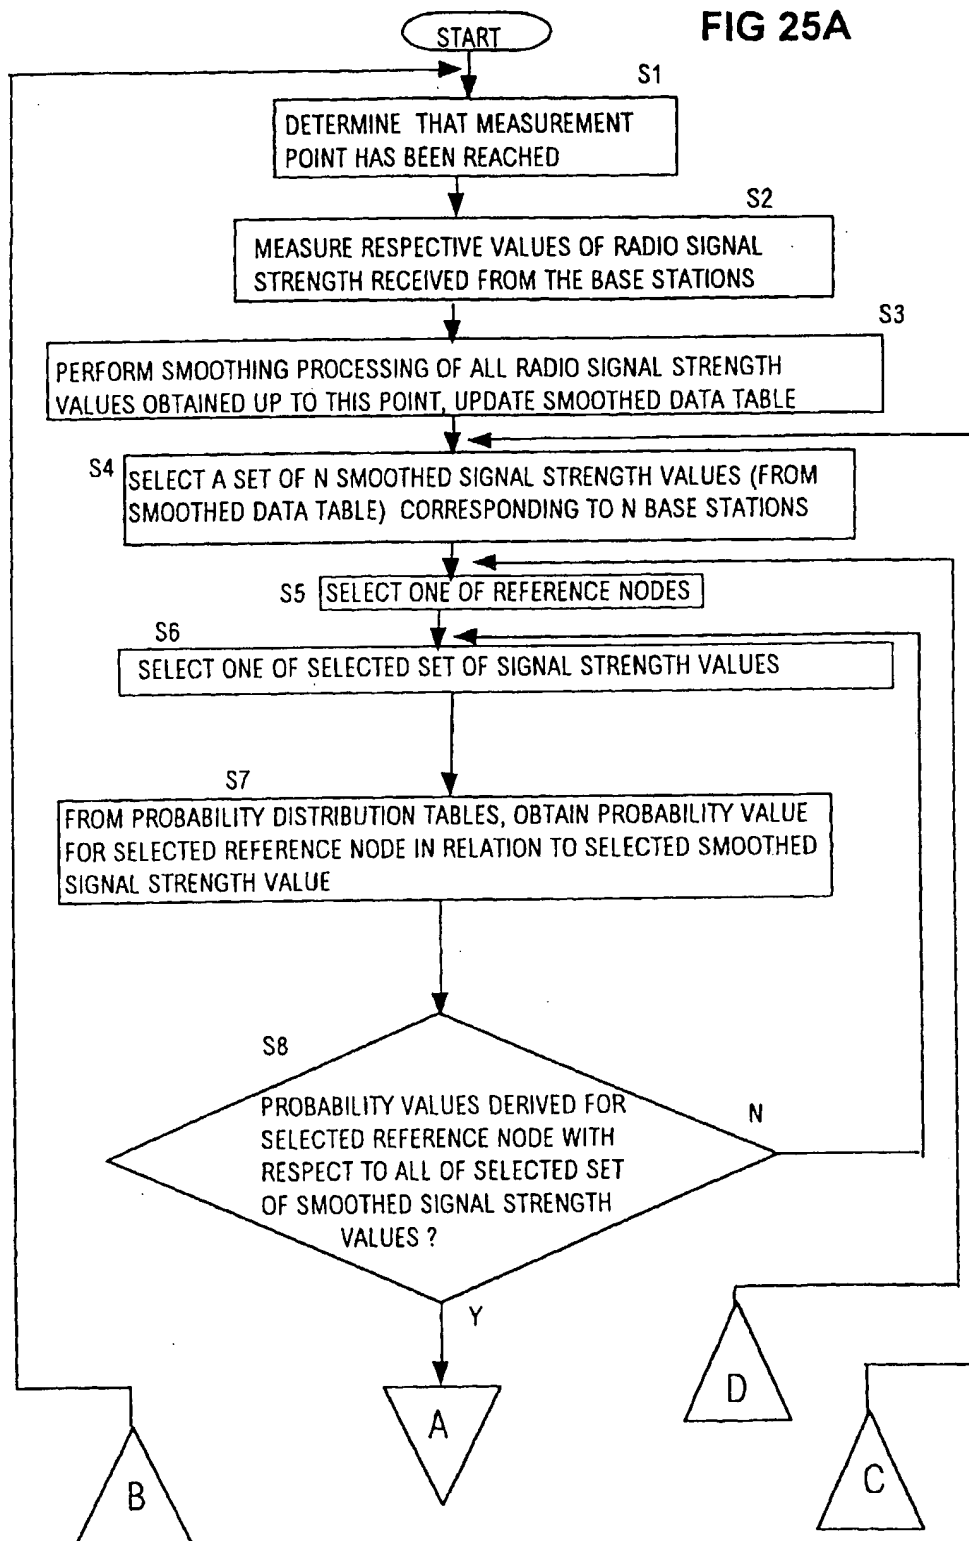 FIG 25A
START
S1
DETERMINE THAT MEASUREMENT
POINT HAS BEEN REACHED
S2
MEASURE RESPECTIVE VALUES OF RADIO SIGNAL
STRENGTH RECEIVED FROM THE BASE STATIONS
S3
PERFORM SMOOTHING PROCESSING OF ALL RADIO SIGNAL STRENGTH
VALUES OBTAINED UP TO THIS POINT, UPDATE SMOOTHED DATA TABLE
S4
SELECT A SET OF N SMOOTHED SIGNAL STRENGTH VALUES (FROM
SMOOTHED DATA TABLE) CORRESPONDING TO N BASE STATIONS
S5
SELECT ONE OF REFERENCE NODES
S6
SELECT ONE OF SELECTED SET OF SIGNAL STRENGTH VALUES
S7
FROM PROBABILITY DISTRIBUTION TABLES, OBTAIN PROBABILITY VALUE
FOR SELECTED REFERENCE NODE IN RELATION TO SELECTED SMOOTHED
SIGNAL STRENGTH VALUE
S8
PROBABILITY VALUES DERIVED FOR
SELECTED REFERENCE NODE WITH
RESPECT TO ALL OF SELECTED SET
OF SMOOTHED SIGNAL STRENGTH
VALUES ?
N
Y
A
D
B
C